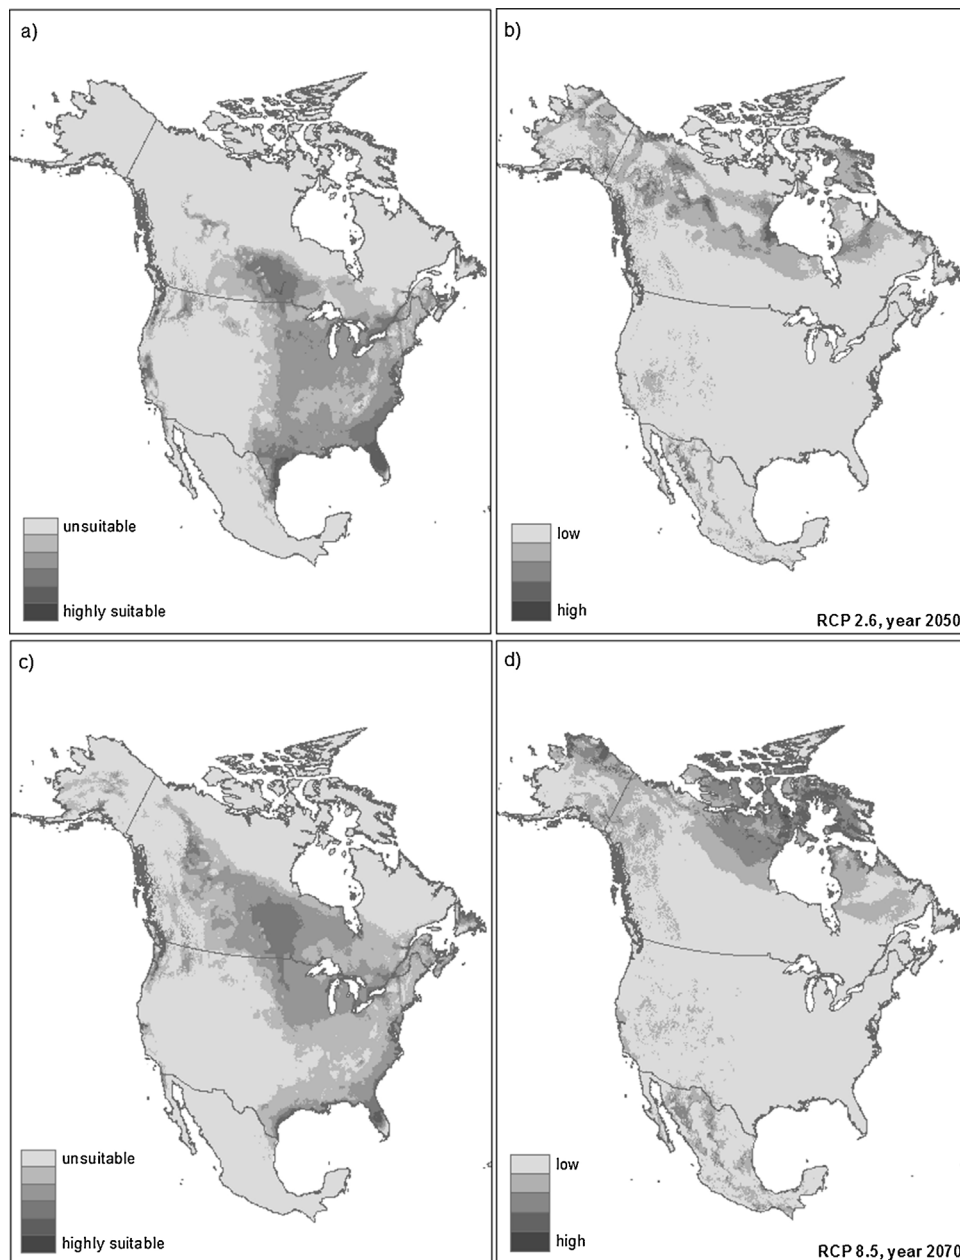 a)
unsuitable
highly suitable
b)
low
high
RCP 2.6, year 2050
c)
unsuitable
highly suitable
d)
low
high
RCP 8.5, year 2070